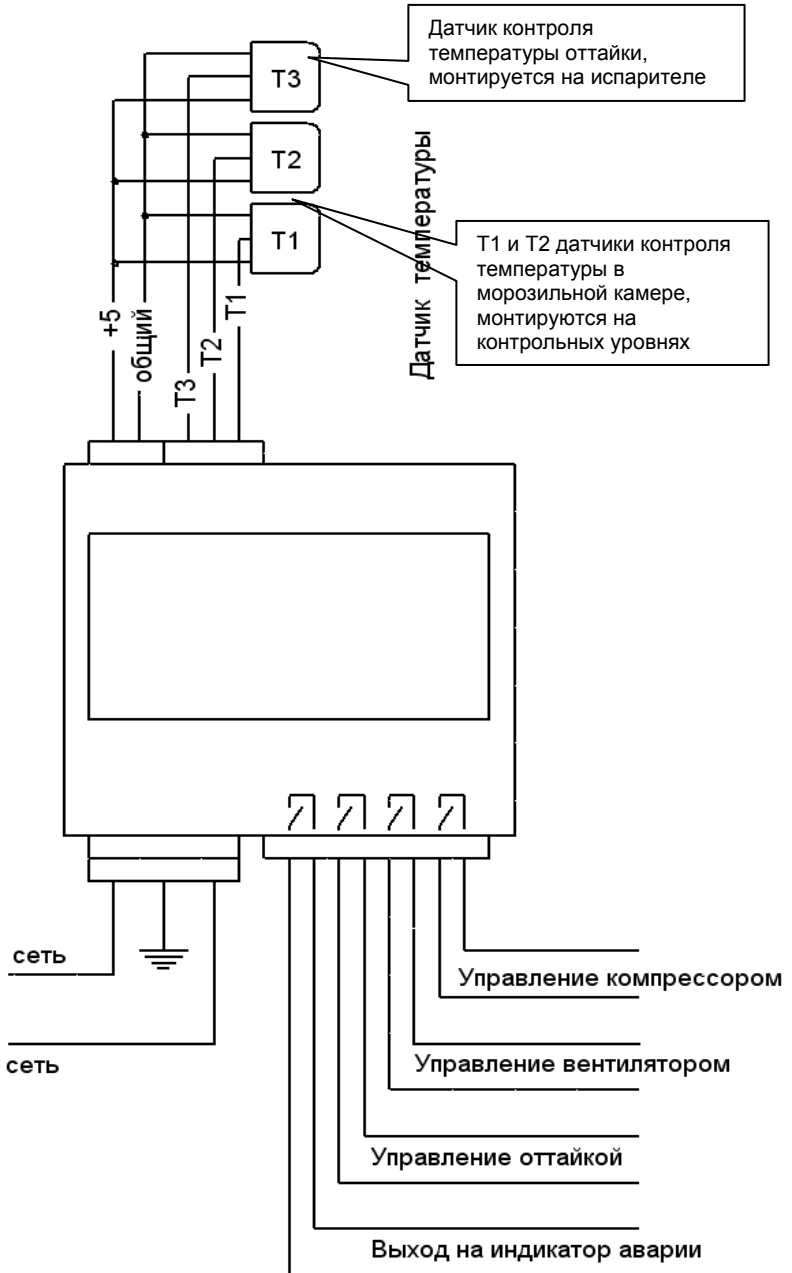 Датчик контроля
температуры оттайки,
монтируется на испарителе
T3
T2
T1
Датчик температуры
T1 и T2 датчики контроля
температуры в
морозильной камере,
монтируются на
контрольных уровнях
+5
общий
T3
T2
T1
сеть
сеть
Управление компрессором
Управление вентилятором
Управление оттайкой
Выход на индикатор аварии